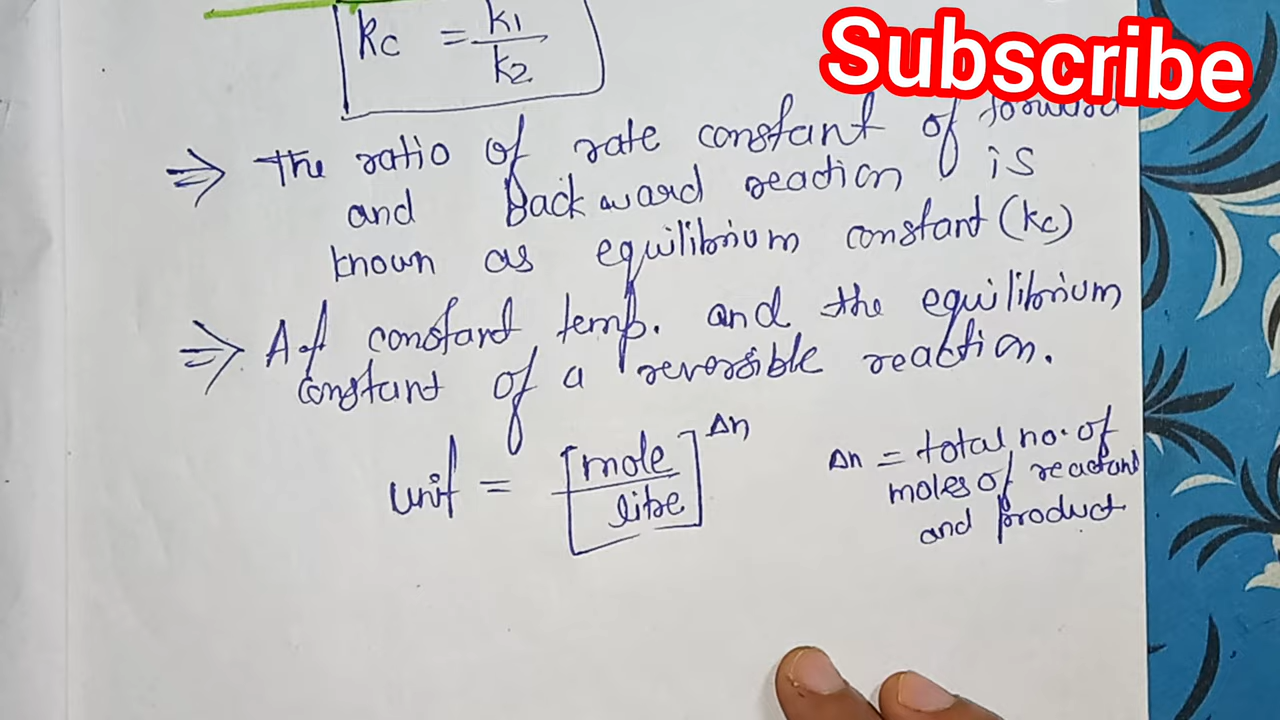 Subscribe
Kc = K1/K2
⇒ The ratio of rate constant of forward
and Backward reaction is
known as equilibrium constant (Kc)
⇒ At constant temp. and the equilibrium
constant of a reversible reaction.
unit = [mole/litre]^Δn
Δn = total no. of
moles of reactant
and product